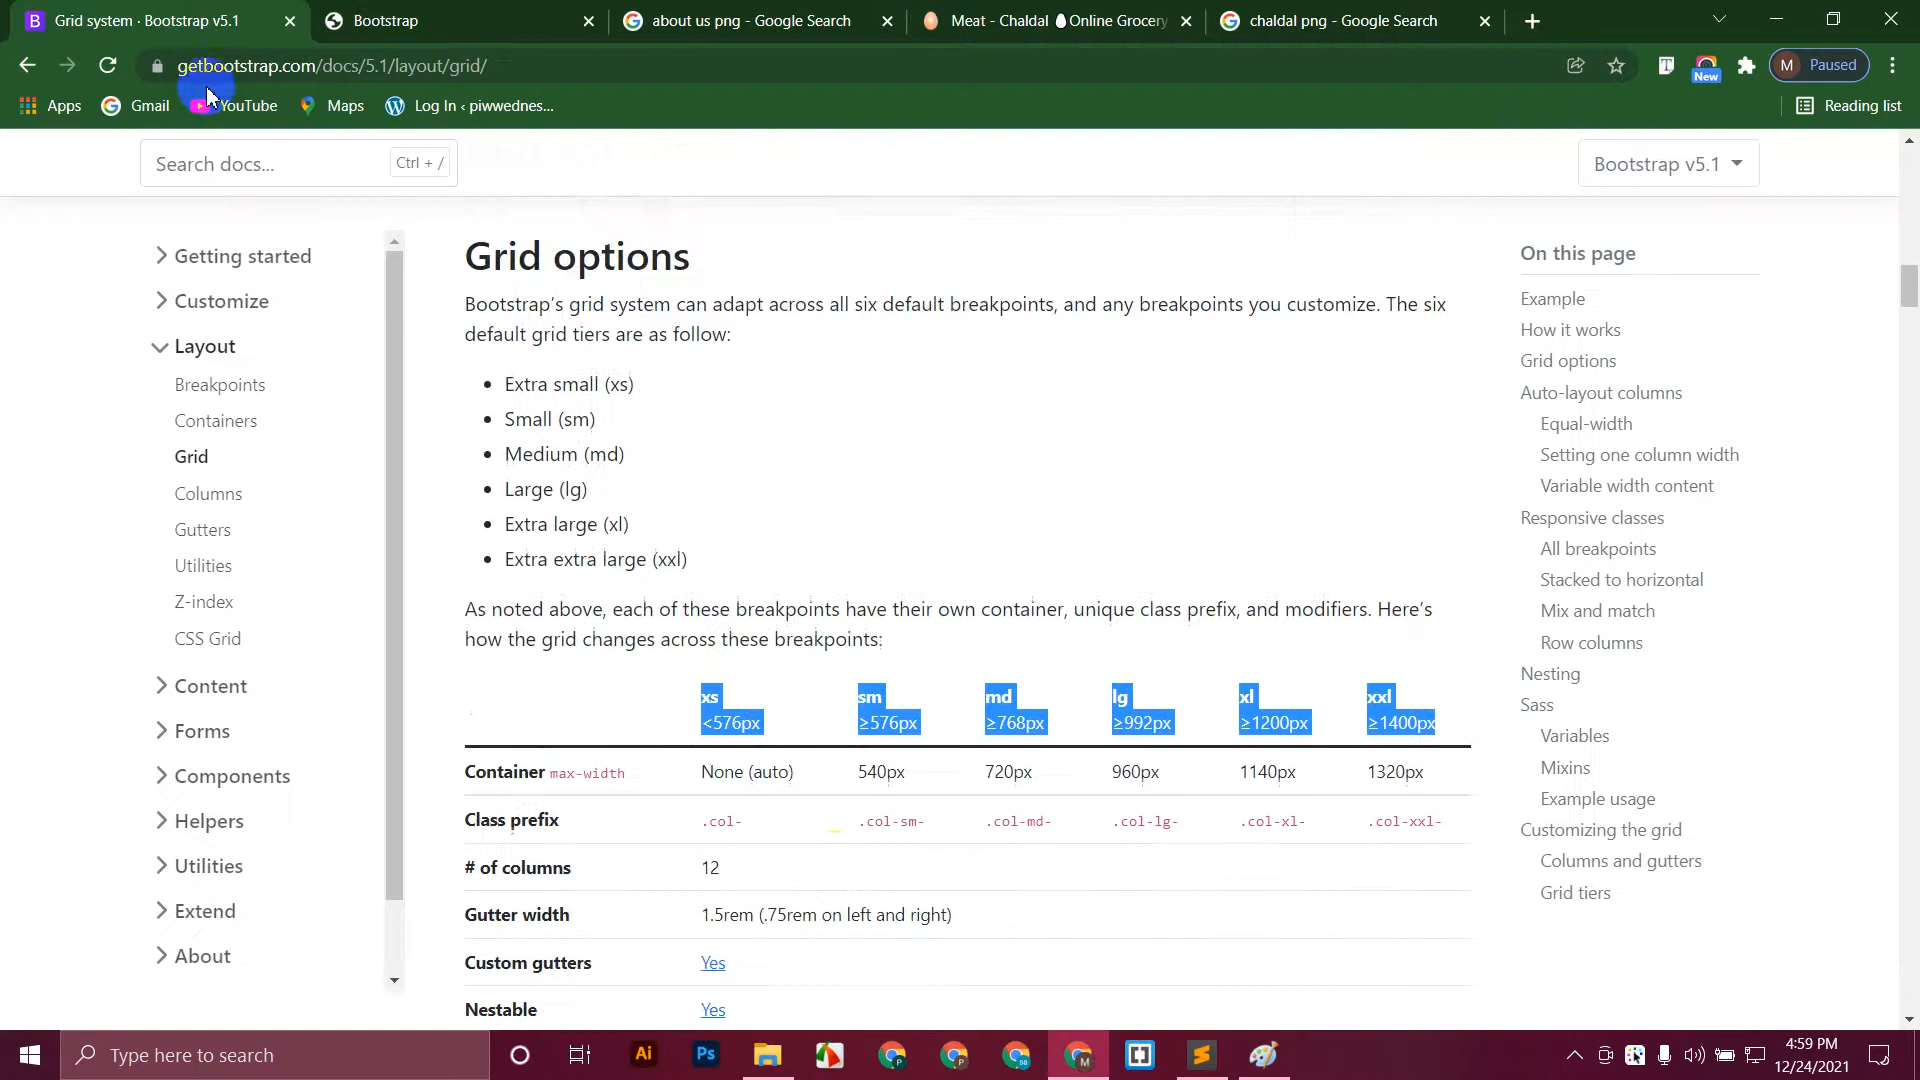 Grid system · Bootstrap v5.1
Bootstrap
about us png - Google Search
Meat - Chaldal Online Grocery
chaldal png - Google Search
getbootstrap.com/docs/5.1/layout/grid/
New
M Paused
Apps
Gmail
YouTube
Maps
Log In ‹ piwwednes...
Reading list
Search docs...
Ctrl + /
Bootstrap v5.1
Getting started
Customize
Layout
Breakpoints
Containers
Grid
Columns
Gutters
Utilities
Z-index
CSS Grid
Content
Forms
Components
Helpers
Utilities
Extend
About
Grid options
Bootstrap’s grid system can adapt across all six default breakpoints, and any breakpoints you customize. The six
default grid tiers are as follow:
• Extra small (xs)
• Small (sm)
• Medium (md)
• Large (lg)
• Extra large (xl)
• Extra extra large (xxl)
As noted above, each of these breakpoints have their own container, unique class prefix, and modifiers. Here’s
how the grid changes across these breakpoints:
xs sm md lg xl xxl
<576px ≥576px ≥768px ≥992px ≥1200px ≥1400px
Container max-width None (auto) 540px 720px 960px 1140px 1320px
Class prefix .col- .col-sm- .col-md- .col-lg- .col-xl- .col-xxl-
# of columns 12
Gutter width 1.5rem (.75rem on left and right)
Custom gutters Yes
Nestable Yes
On this page
Example
How it works
Grid options
Auto-layout columns
Equal-width
Setting one column width
Variable width content
Responsive classes
All breakpoints
Stacked to horizontal
Mix and match
Row columns
Nesting
Sass
Variables
Mixins
Example usage
Customizing the grid
Columns and gutters
Grid tiers
Type here to search
Ai
Ps
4:59 PM
12/24/2021